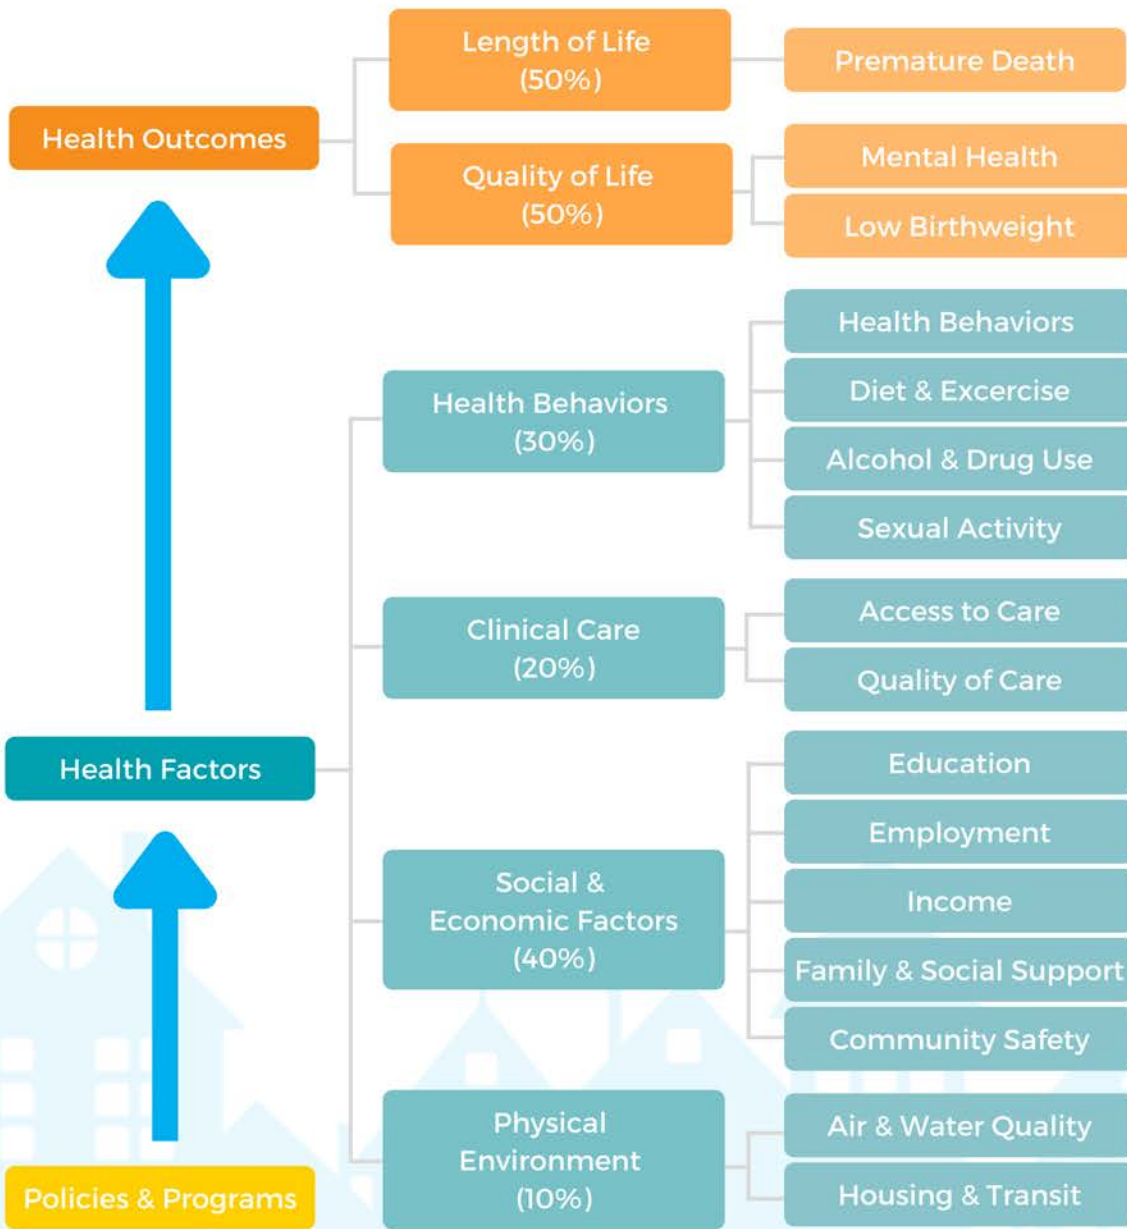 Health Outcomes
Length of Life
(50%)
Premature Death
Quality of Life
(50%)
Mental Health
Low Birthweight
Health Factors
Health Behaviors
(30%)
Health Behaviors
Diet & Excercise
Alcohol & Drug Use
Sexual Activity
Clinical Care
(20%)
Access to Care
Quality of Care
Social &
Economic Factors
(40%)
Education
Employment
Income
Family & Social Support
Community Safety
Physical
Environment
(10%)
Air & Water Quality
Housing & Transit
Policies & Programs